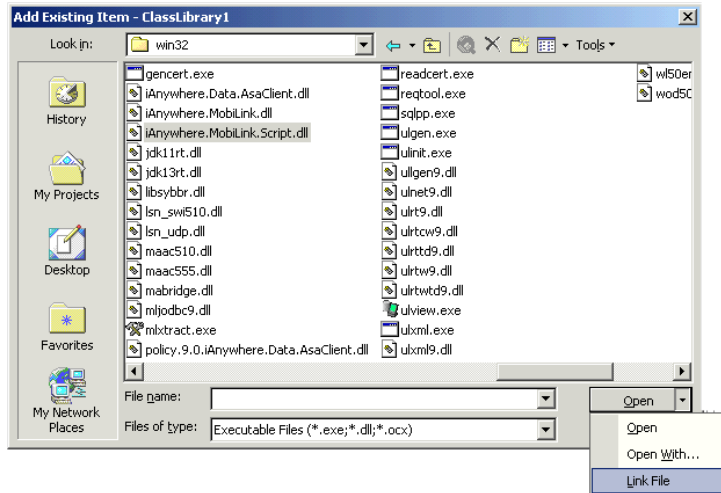 Add Existing Item - ClassLibrary1
Look in:
win32
Tools
History
My Projects
Desktop
Favorites
My Network
Places
gencert.exe
iAnywhere.Data.AsaClient.dll
iAnywhere.MobiLink.dll
iAnywhere.MobiLink.Script.dll
jdk11rt.dll
jdk13rt.dll
libsybbr.dll
lsn_swi510.dll
lsn_udp.dll
maac510.dll
maac555.dll
mabridge.dll
mljodbc9.dll
mlxtract.exe
policy.9.0.iAnywhere.Data.AsaClient.dll
readcert.exe
reqtool.exe
sqlpp.exe
ulgen.exe
ulinit.exe
ullgen9.dll
ulnet9.dll
ulrt9.dll
ulrtcw9.dll
ulrttd9.dll
ulrtw9.dll
ulrtwtd9.dll
ulview.exe
ulxml.exe
ulxml9.dll
wl50er
wod50
File name:
Open
Files of type:
Executable Files (*.exe;*.dll;*.ocx)
Open
Open With...
Link File